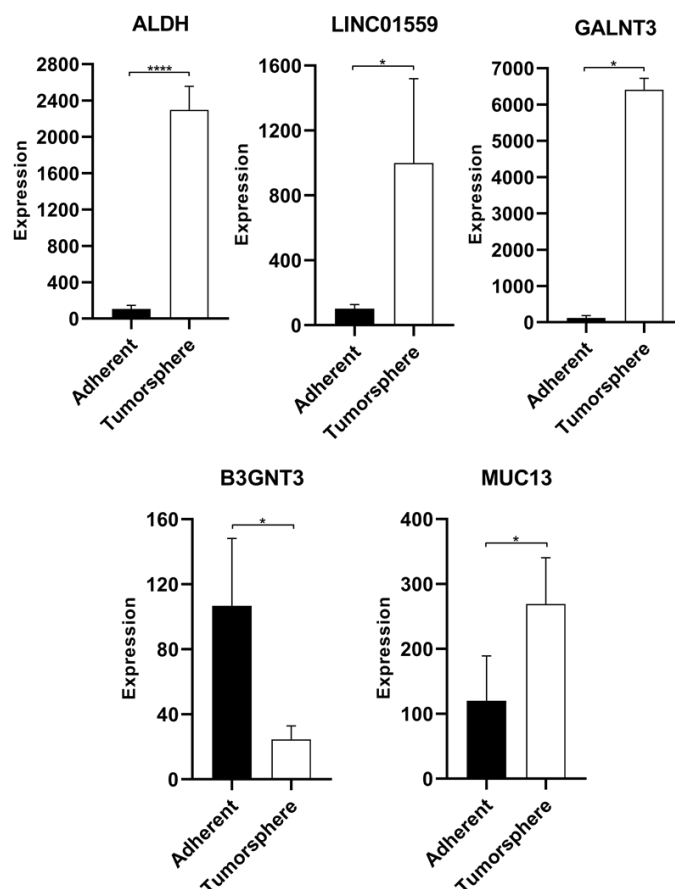 ALDH
****
2800
2400
2000
1600
1200
800
400
0
Expression
Adherent
Tumorsphere
LINC01559
*
1600
1200
800
400
0
Expression
Adherent
Tumorsphere
GALNT3
*
7000
6000
5000
4000
3000
2000
1000
0
Expression
Adherent
Tumorsphere
B3GNT3
*
160
120
80
40
0
Expression
Adherent
Tumorsphere
MUC13
*
400
300
200
100
0
Expression
Adherent
Tumorsphere